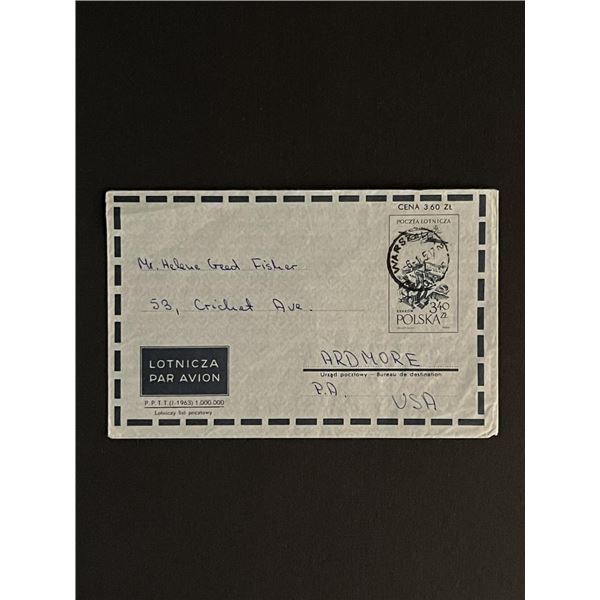 CENA 3.60 ZŁ
POCZTA LOTNICZA
WARSZAWA
KRAKÓW
3,40 ZŁ
POLSKA
Mr. Helene Geed Fisher
53, Cricket Ave.
LOTNICZA
PAR AVION
P.P.T.T. (I-1963) 1.000.000
Lotniczy list pocztowy
ARDMORE
Urząd pocztowy — Bureau de destination
P.A.
USA